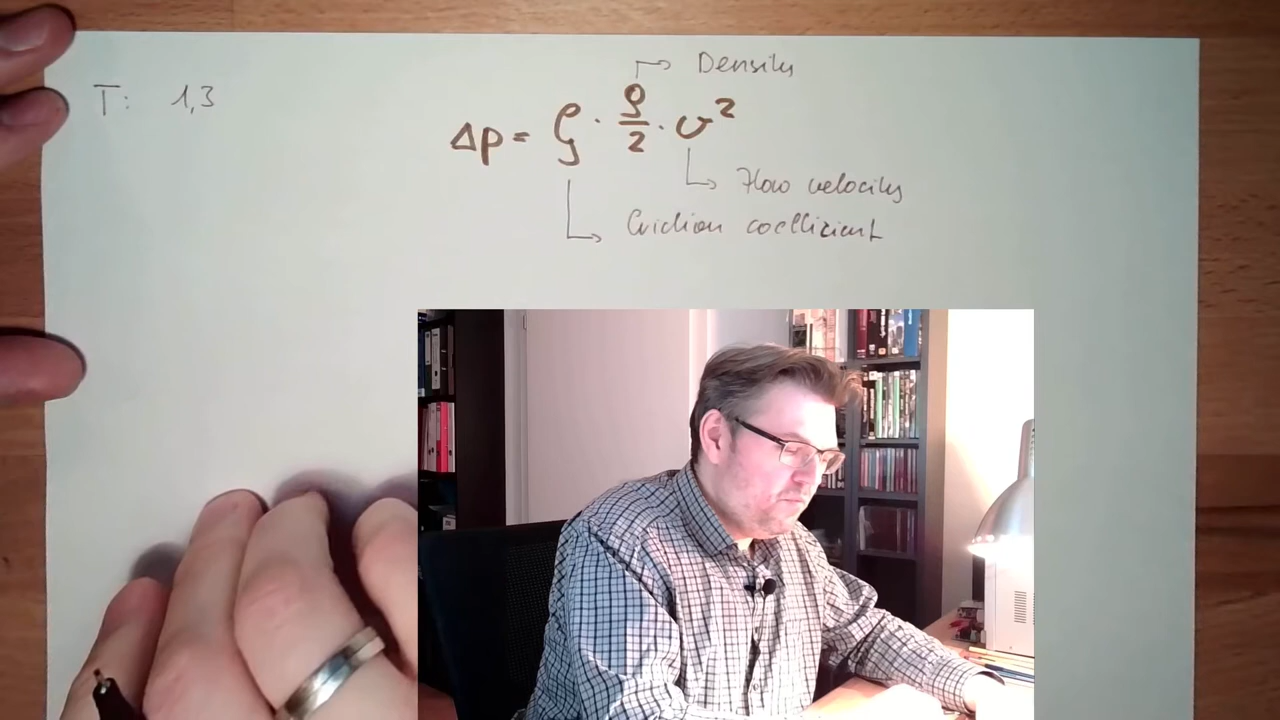 T: 1,3
Density
Δp = ζ · ρ/2 · v²
Flow velocity
Friction coefficient